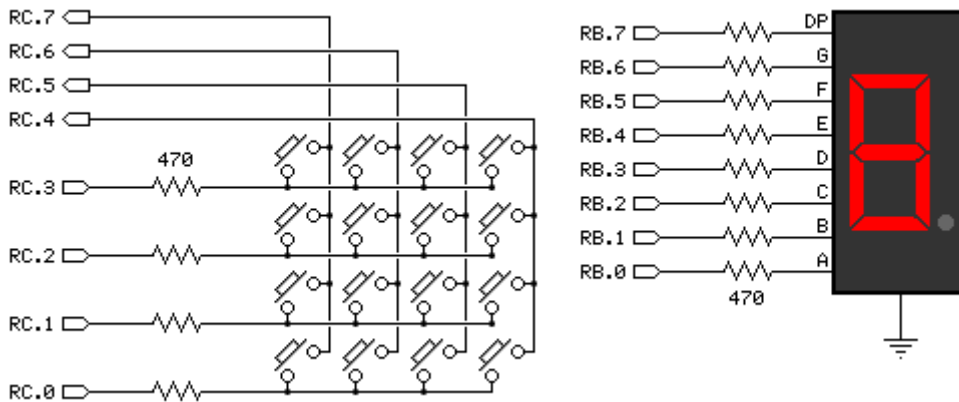 RC.7
RC.6
RC.5
RC.4
470
RC.3
RC.2
RC.1
RC.0
RB.7
DP
RB.6
G
RB.5
F
RB.4
E
RB.3
D
RB.2
C
RB.1
B
RB.0
A
470